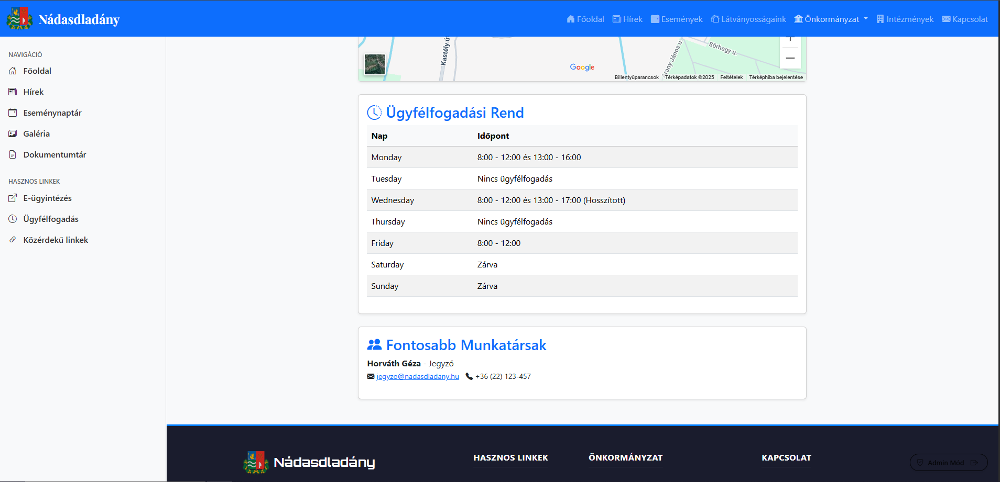 Nádasdladány
Főoldal Hírek Események Látványosságaink Önkormányzat Intézmények Kapcsolat
NAVIGÁCIÓ
Főoldal
Hírek
Eseménynaptár
Galéria
Dokumentumtár
HASZNOS LINKEK
E-ügyintézés
Ügyfélfogadás
Közérdekű linkek
Kastély ú
Arany János u.
Sörhegy u.
Google
Billentyűparancsok Térképadatok ©2025 Feltételek Térképhiba bejelentése
Ügyfélfogadási Rend
Nap Időpont
Monday 8:00 - 12:00 és 13:00 - 16:00
Tuesday Nincs ügyfélfogadás
Wednesday 8:00 - 12:00 és 13:00 - 17:00 (Hosszított)
Thursday Nincs ügyfélfogadás
Friday 8:00 - 12:00
Saturday Zárva
Sunday Zárva
Fontosabb Munkatársak
Horváth Géza - Jegyző
jegyzo@nadasdladany.hu +36 (22) 123-457
Nádasdladány
HASZNOS LINKEK
ÖNKORMÁNYZAT
KAPCSOLAT
Admin Mód